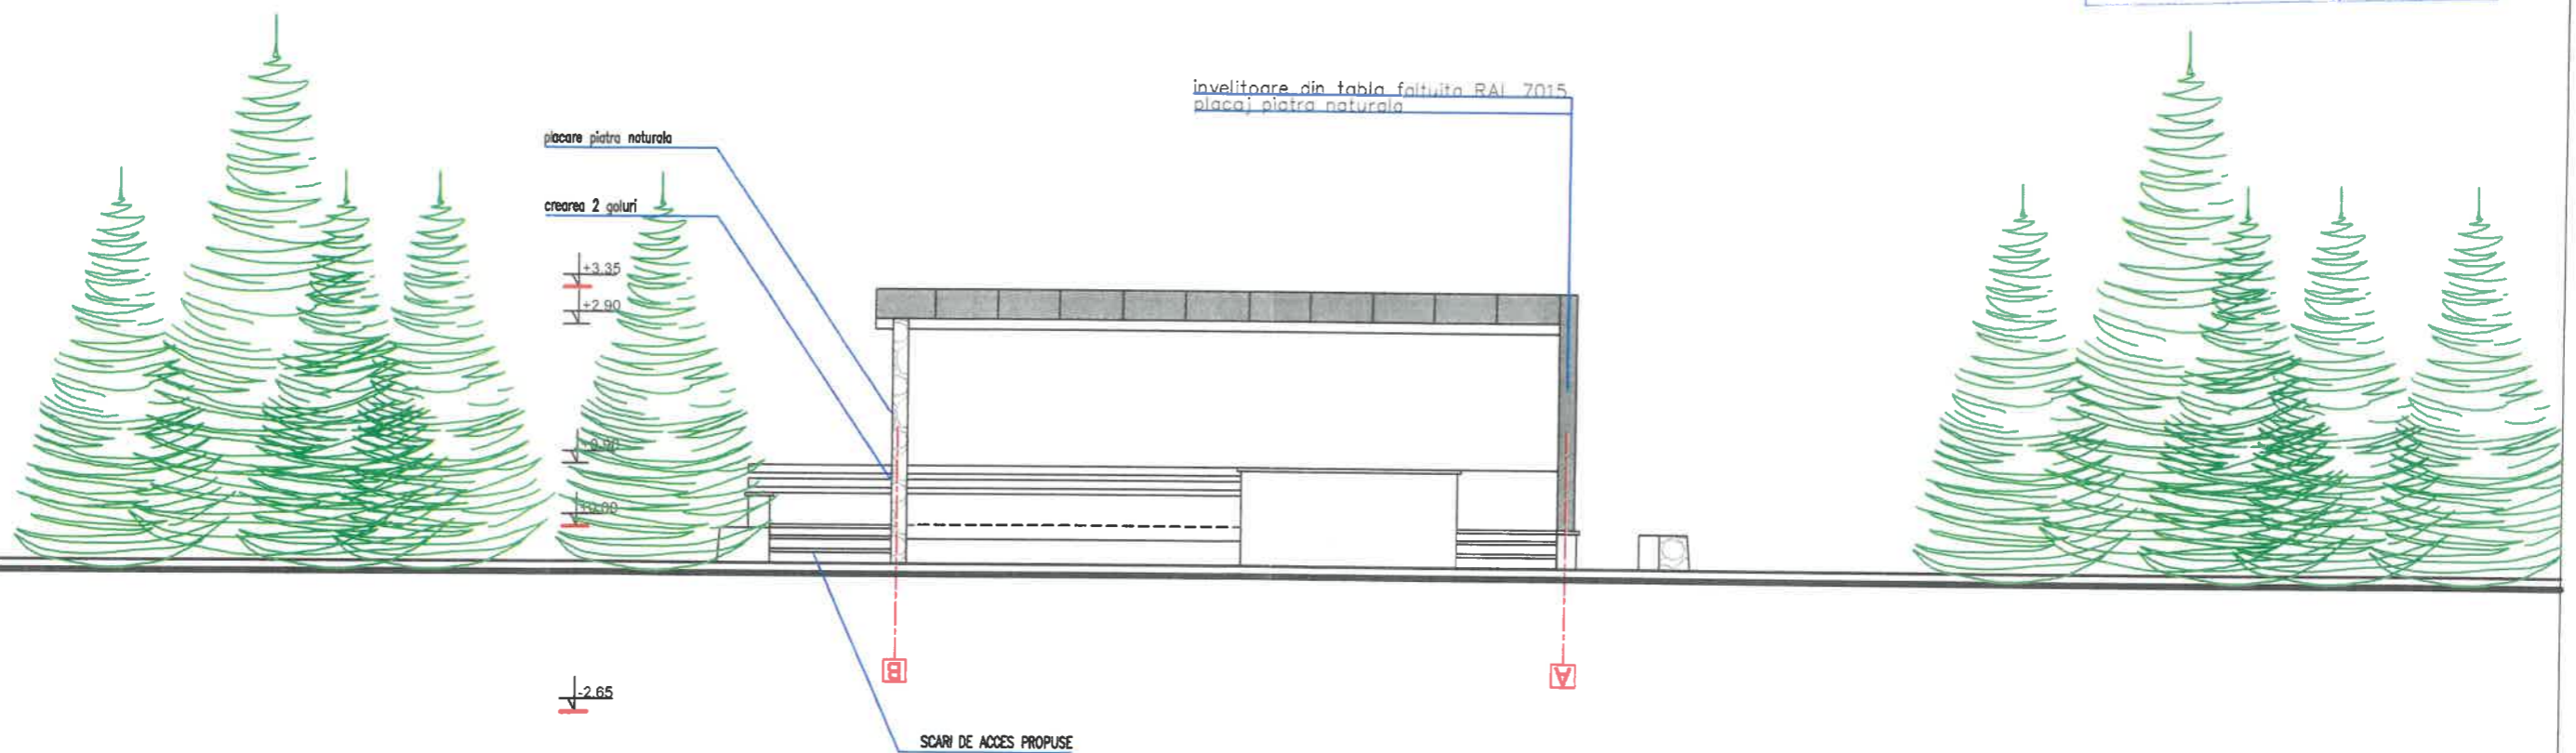 invelitoare din tabla faltuita RAL 7015
placaj piatra naturala
placare piatra naturala
crearea 2 goluri
+3.35
+2.90
+0.90
±0.00
B
A
-2.65
SCARI DE ACCES PROPUSE